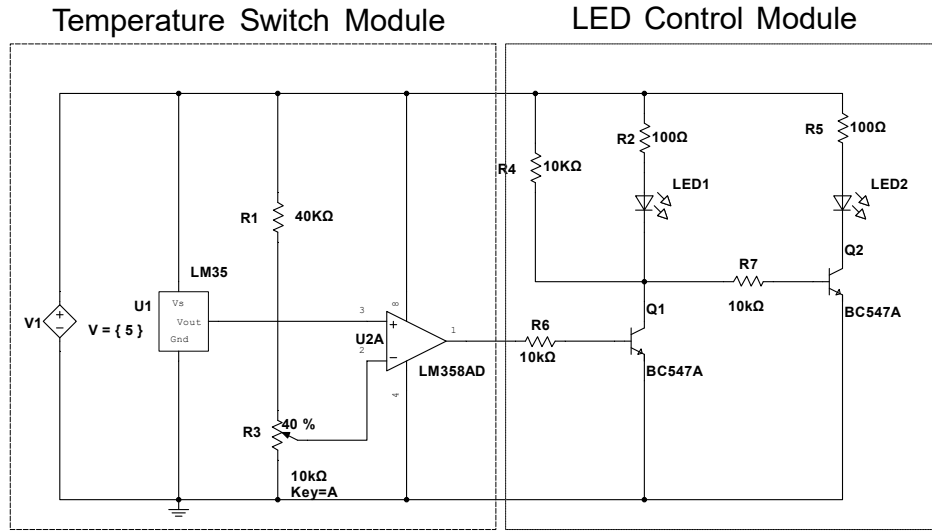 Temperature Switch Module
LED Control Module
R5
100Ω
R2
100Ω
R4
10KΩ
LED1
LED2
R1
40KΩ
LM35
R7
10kΩ
Q2
U1
Vs
Vout
Gnd
V1
V = { 5 }
3
8
U2A
2
1
4
LM358AD
R6
10kΩ
Q1
BC547A
BC547A
R3
40 %
10kΩ
Key=A